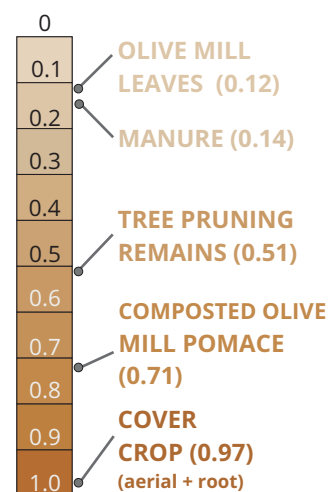 0
0.1
0.2
0.3
0.4
0.5
0.6
0.7
0.8
0.9
1.0
OLIVE MILL
LEAVES (0.12)
MANURE (0.14)
TREE PRUNING
REMAINS (0.51)
COMPOSTED OLIVE
MILL POMACE
(0.71)
COVER
CROP (0.97)
(aerial + root)